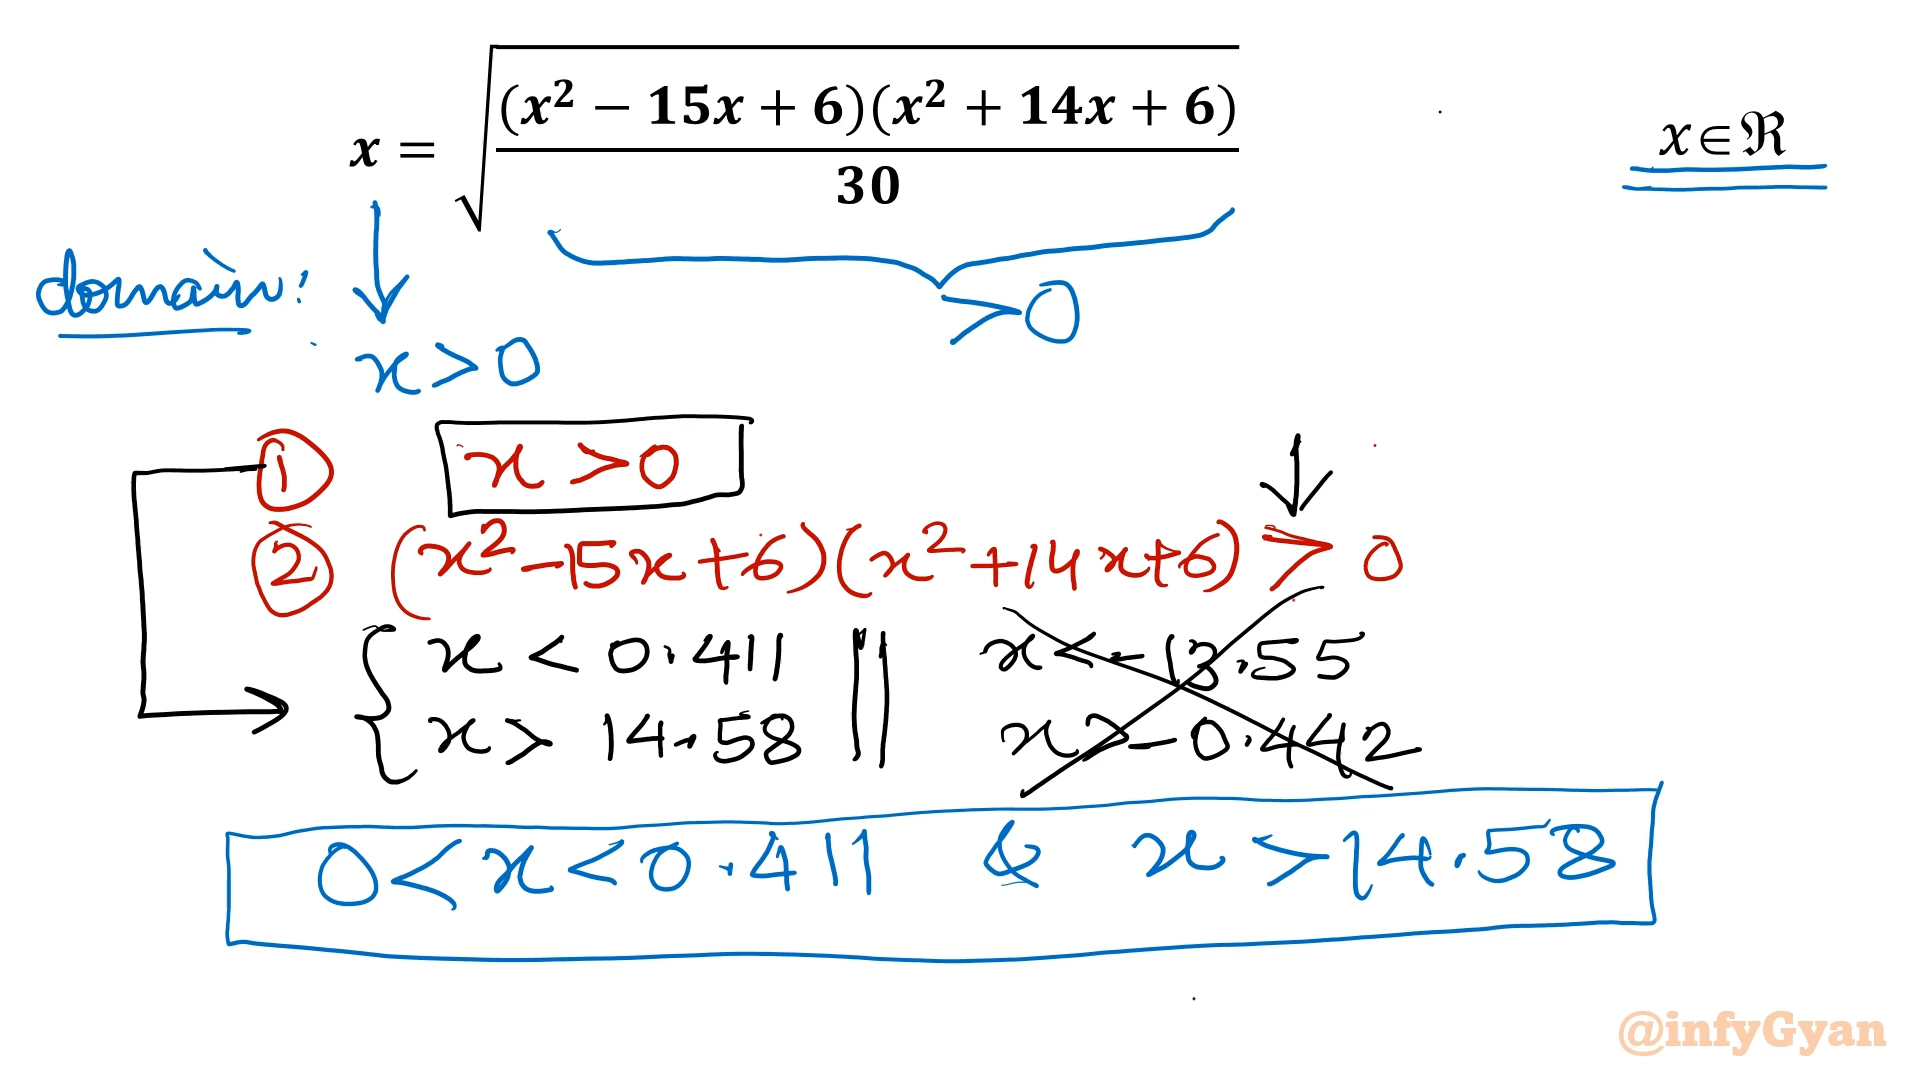 x = √((x² − 15x + 6)(x² + 14x + 6) / 30)
x∈ℜ
domain:
>0
x>0
① x>0
② (x²-15x+6)(x²+14x+6) > 0
{ x < 0.411 || x<-13.55
x> 14.58 || x>-0.442
0<x<0.411 & x>14.58
@infyGyan